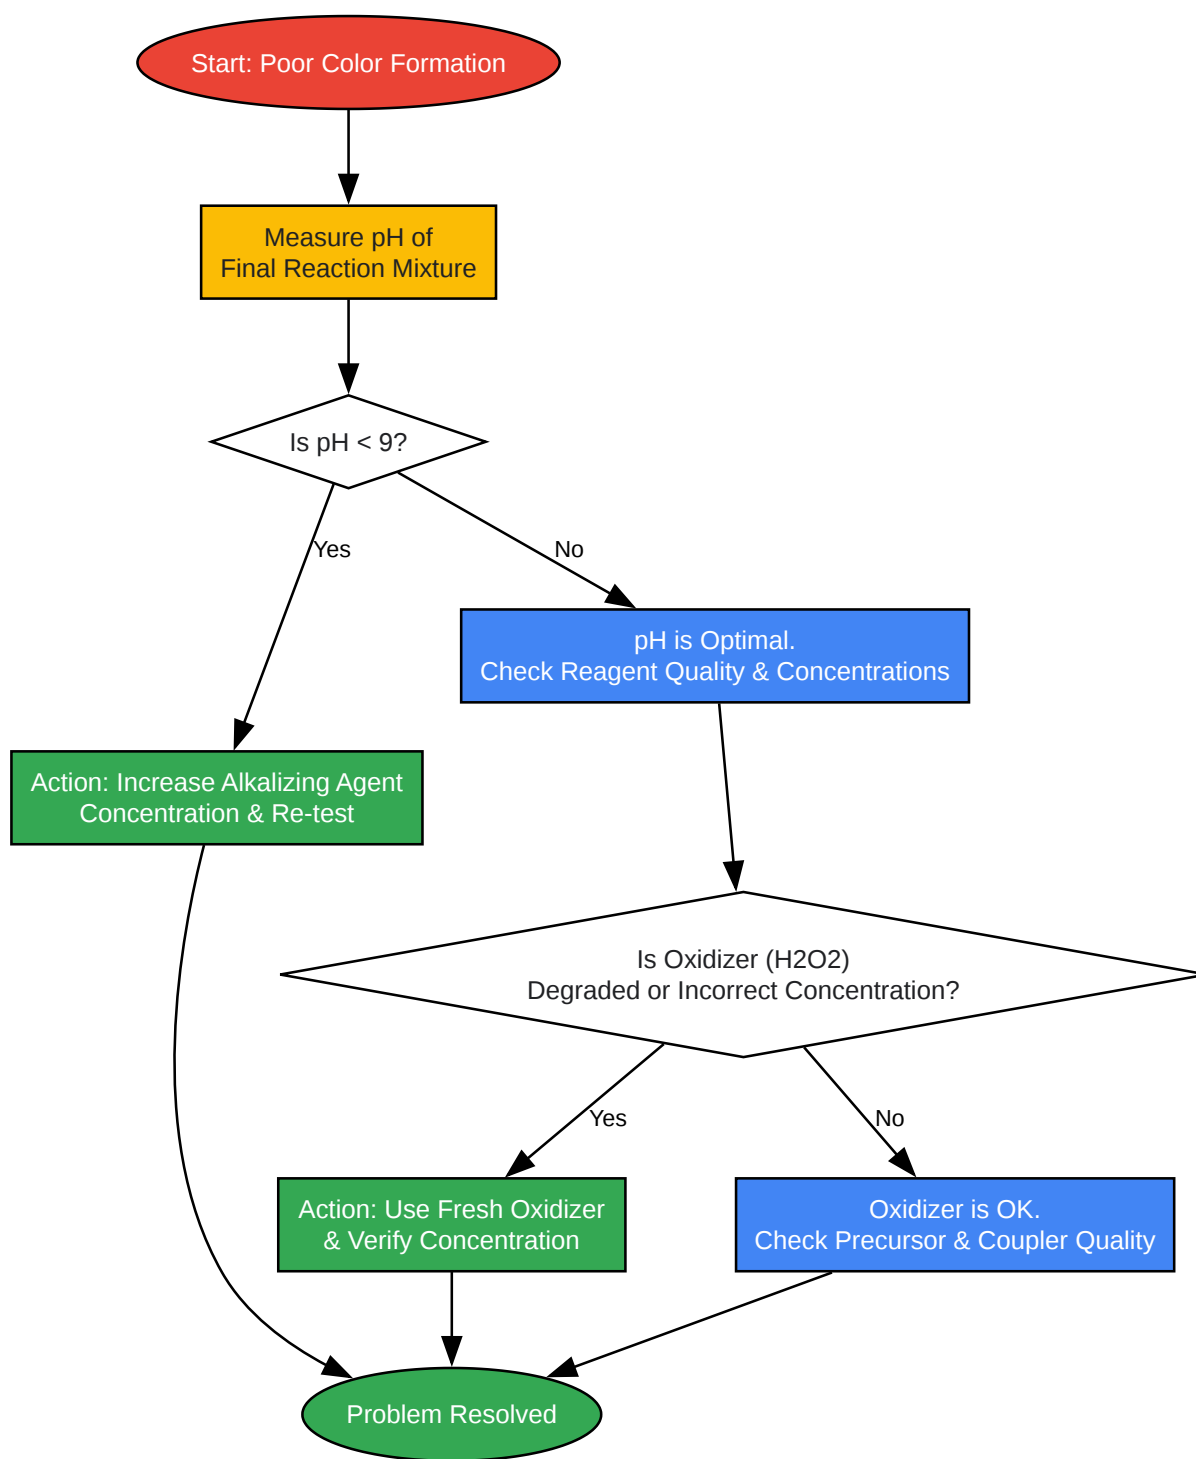 Start: Poor Color Formation
Measure pH of
Final Reaction Mixture
Is pH < 9?
Yes
No
pH is Optimal.
Check Reagent Quality & Concentrations
Action: Increase Alkalizing Agent
Concentration & Re-test
Is Oxidizer (H2O2)
Degraded or Incorrect Concentration?
Yes
No
Action: Use Fresh Oxidizer
& Verify Concentration
Oxidizer is OK.
Check Precursor & Coupler Quality
Problem Resolved